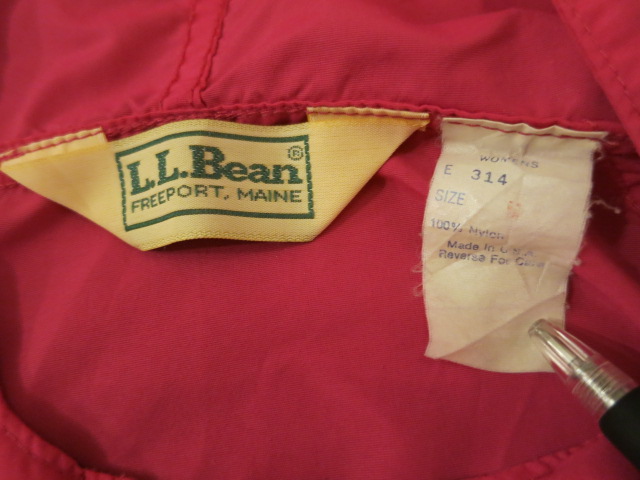 L.L.Bean®
FREEPORT, MAINE
WOMENS
E 314
SIZE
100% Nylon
Made In U.S.A.
Reverse For Care